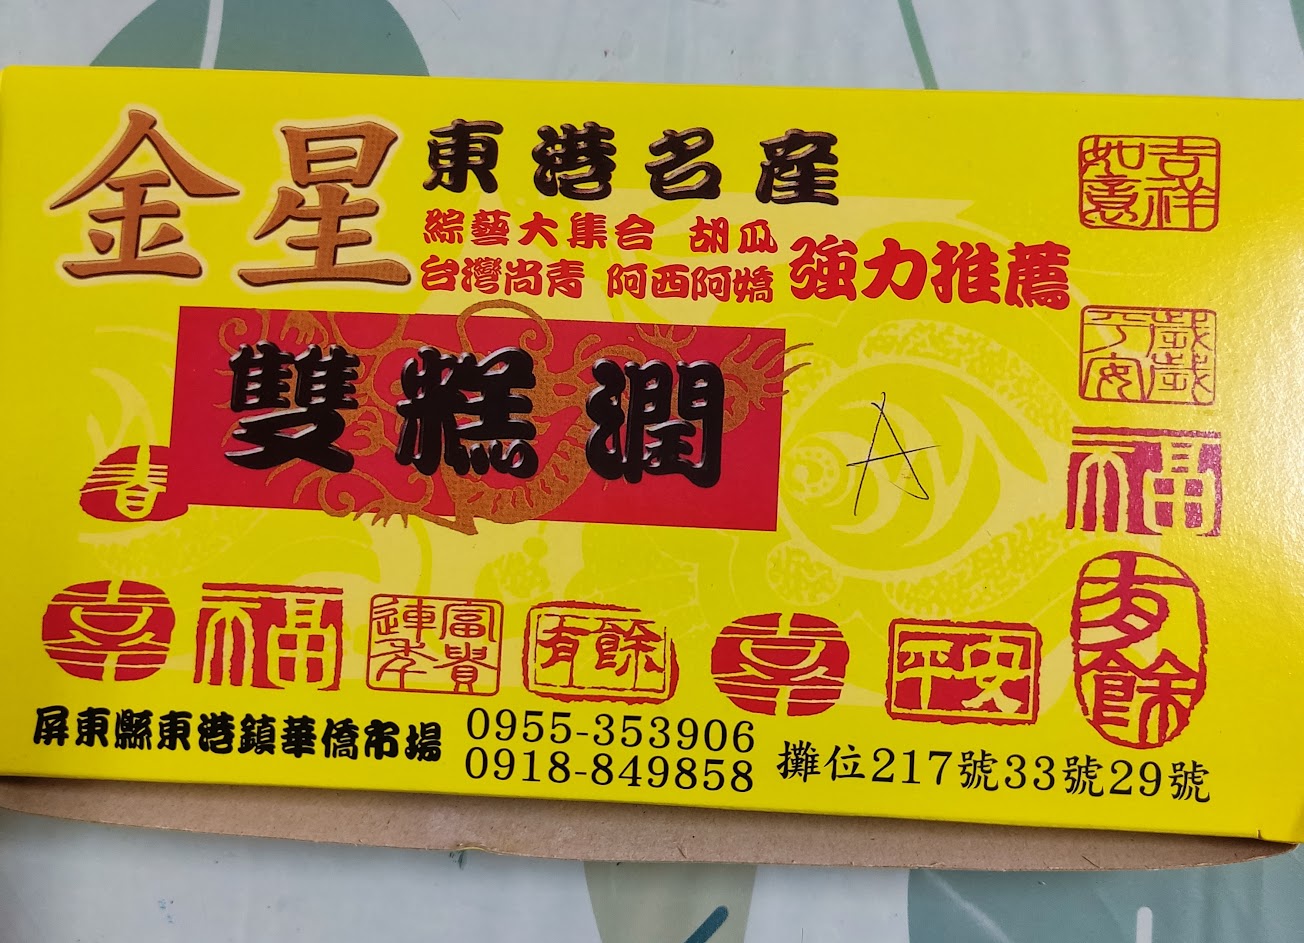 金星
東港名產
綜藝大集合 胡瓜
台灣尚青 阿西阿嬌
強力推薦
雙糕潤
A
吉祥如意
歲歲平安
福
有餘
春
幸
福
富貴連年
有餘
幸
平安
屏東縣東港鎮華僑市場
0955-353906
0918-849858
攤位217號33號29號